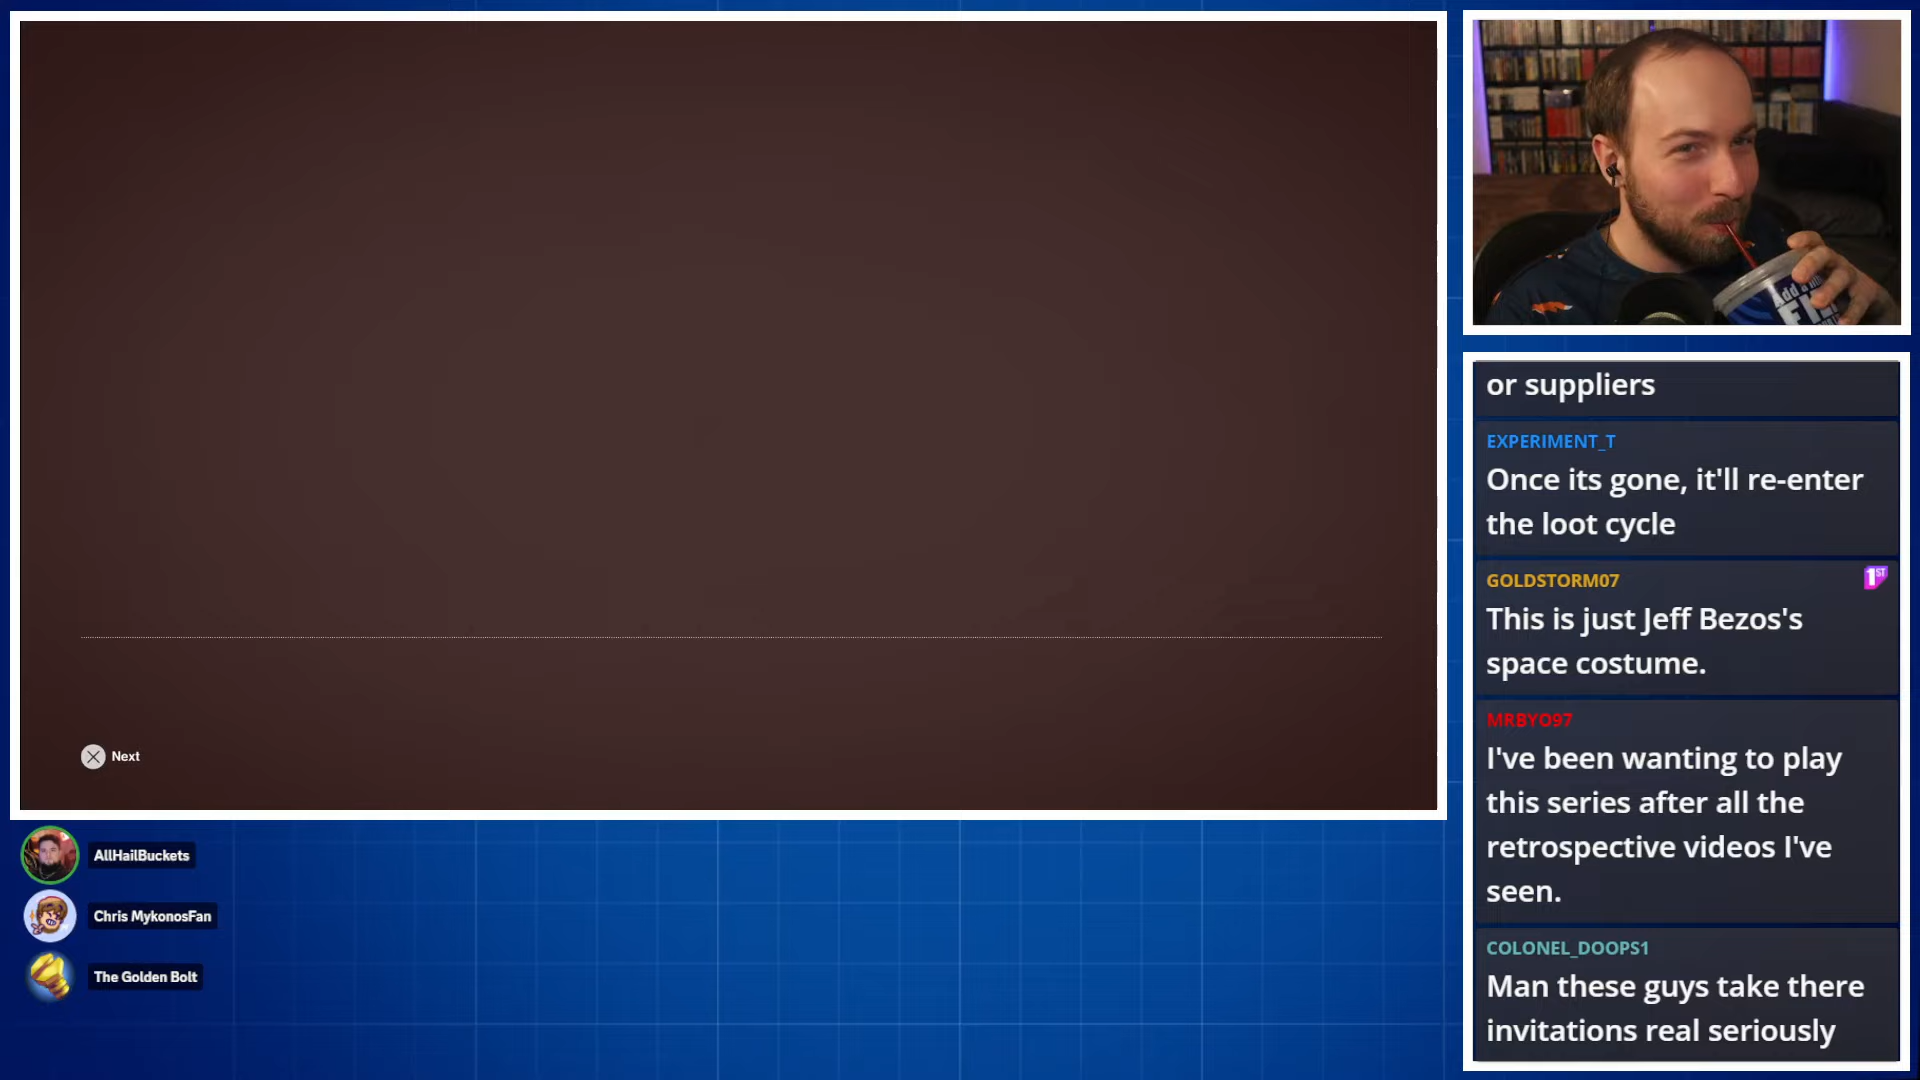 Next
AllHailBuckets
Chris MykonosFan
The Golden Bolt
or suppliers
EXPERIMENT_T
Once its gone, it'll re-enter
the loot cycle
GOLDSTORM07
1ST
This is just Jeff Bezos's
space costume.
MRBYO97
I've been wanting to play
this series after all the
retrospective videos I've
seen.
COLONEL_DOOPS1
Man these guys take there
invitations real seriously